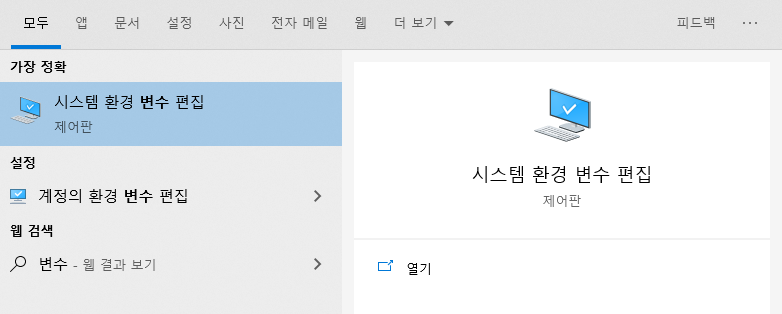 모두 앱 문서 설정 사진 전자 메일 웹 더 보기 피드백 ···
가장 정확
시스템 환경 변수 편집
제어판
설정
계정의 환경 변수 편집
웹 검색
변수 - 웹 결과 보기
시스템 환경 변수 편집
제어판
열기